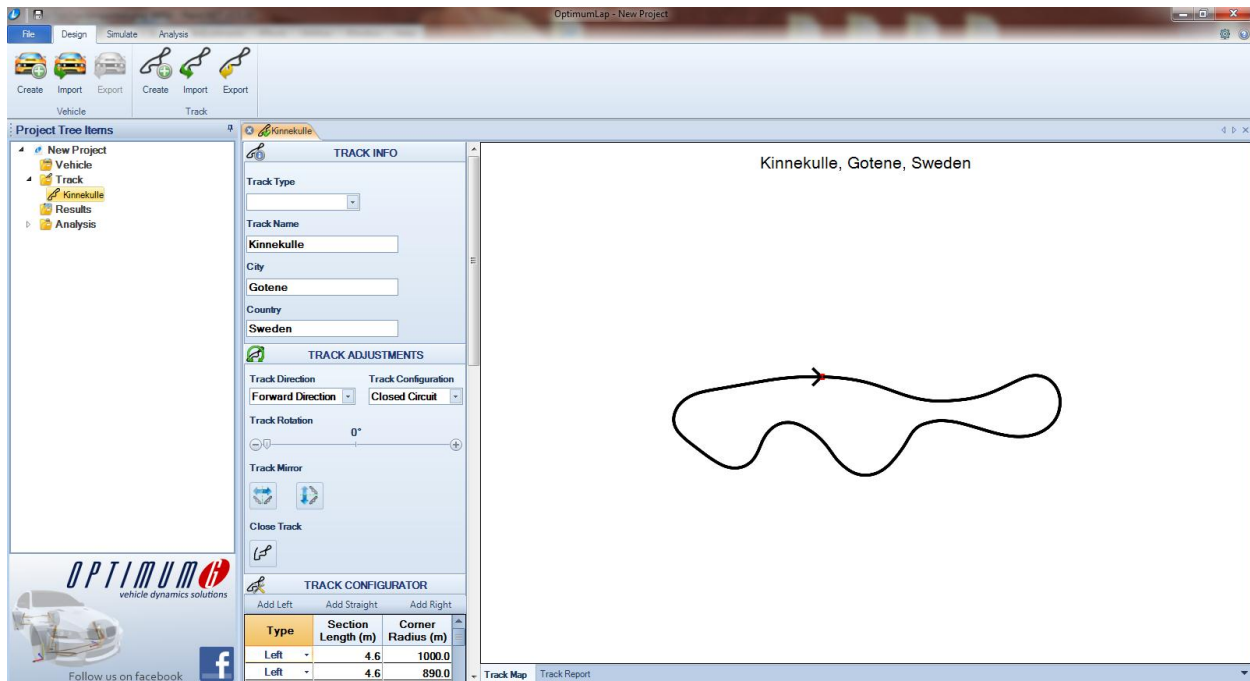 OptimumLap - New Project
File Design Simulate Analysis
Create Import Export Create Import Export
Vehicle Track
Project Tree Items
Kinnekulle
New Project
Vehicle
Track
Kinnekulle
Results
Analysis
OPTIMUM G
vehicle dynamics solutions
Follow us on facebook
TRACK INFO
Track Type
Track Name
Kinnekulle
City
Gotene
Country
Sweden
TRACK ADJUSTMENTS
Track Direction Track Configuration
Forward Direction Closed Circuit
Track Rotation
0°
Track Mirror
Close Track
TRACK CONFIGURATOR
Add Left Add Straight Add Right
Type Section Length (m) Corner Radius (m)
Left 4.6 1000.0
Left 4.6 890.0
Kinnekulle, Gotene, Sweden
Track Map Track Report